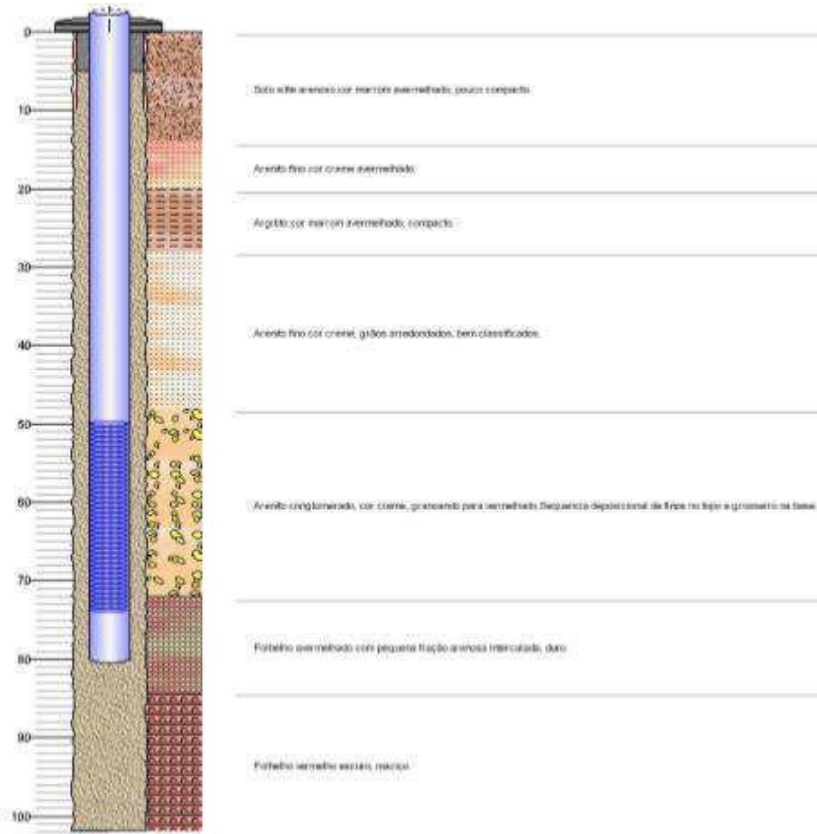 0
Solo silte arenoso cor marrom avermelhado, pouco compacto
10
Arenito fino cor creme avermelhado
20
Argilito cor marrom avermelhado, compacto
30
Arenito fino cor creme, grãos arredondados, bem classificados.
40
50
Arenito conglomerado, cor creme, granoando para vermelhado.Sequencia deposicional de finos no topo e grosseiro na base
60
70
Folhelho avermelhado com pequena fração arenosa intercalada, duro
80
90
Folhelho vermelho escuro, maciço
100